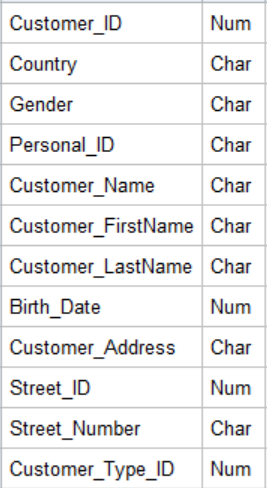 Customer_ID Num
Country Char
Gender Char
Personal_ID Char
Customer_Name Char
Customer_FirstName Char
Customer_LastName Char
Birth_Date Num
Customer_Address Char
Street_ID Num
Street_Number Char
Customer_Type_ID Num